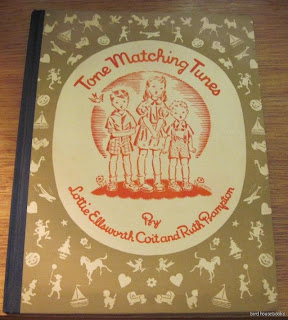 Tone Matching Tunes
By
Lottie Ellsworth Coit and Ruth Bampton